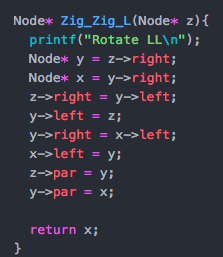 Node* Zig_Zig_L(Node* z){
  printf("Rotate LL\n");
  Node* y = z->right;
  Node* x = y->right;
  z->right = y->left;
  y->left = z;
  y->right = x->left;
  x->left = y;
  z->par = y;
  y->par = x;

  return x;
}